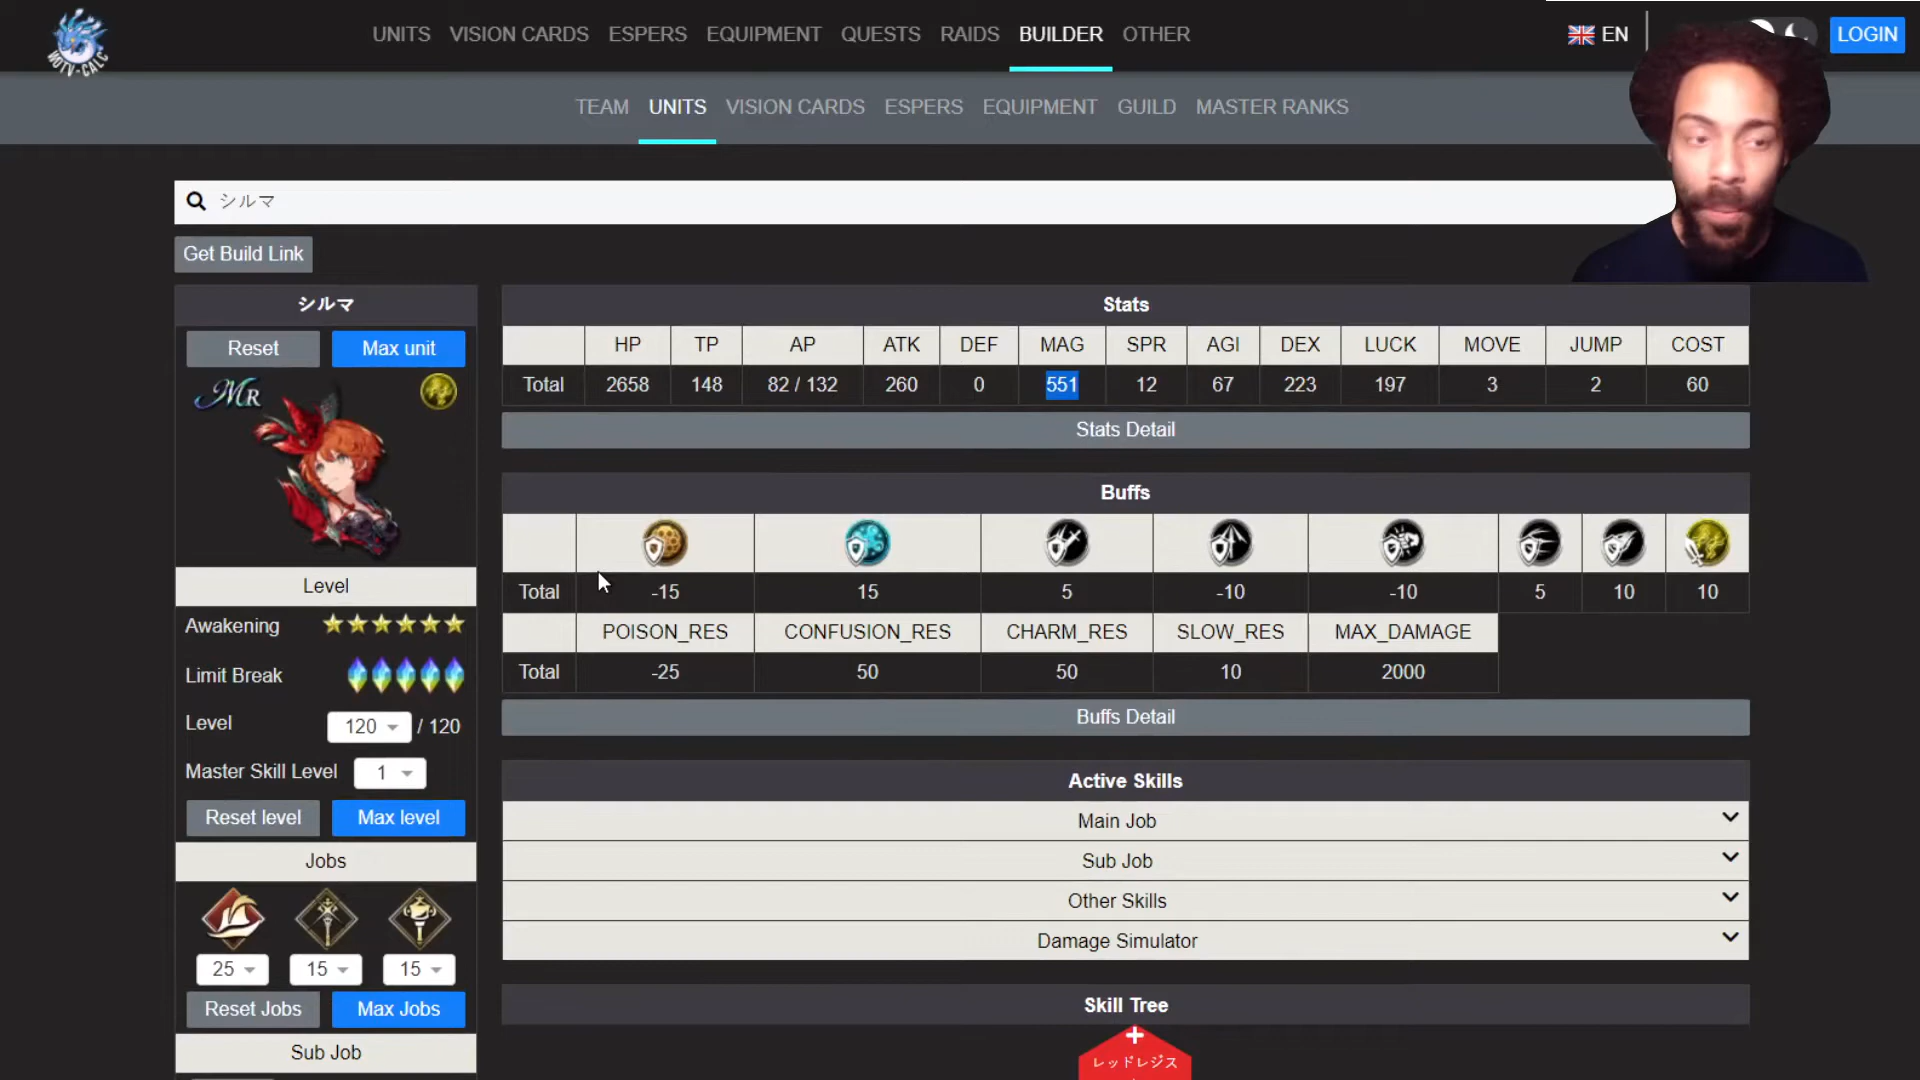 WOTV-CALC
UNITS VISION CARDS ESPERS EQUIPMENT QUESTS RAIDS BUILDER OTHER
EN
LOGIN
TEAM UNITS VISION CARDS ESPERS EQUIPMENT GUILD MASTER RANKS
シルマ
Get Build Link
シルマ
Reset Max unit
MR
Level
Awakening
Limit Break
Level 120 / 120
Master Skill Level 1
Reset level Max level
Jobs
25 15 15
Reset Jobs Max Jobs
Sub Job
Stats
HP TP AP ATK DEF MAG SPR AGI DEX LUCK MOVE JUMP COST
Total 2658 148 82 / 132 260 0 551 12 67 223 197 3 2 60
Stats Detail
Buffs
Total -15 15 5 -10 -10 5 10 10
POISON_RES CONFUSION_RES CHARM_RES SLOW_RES MAX_DAMAGE
Total -25 50 50 10 2000
Buffs Detail
Active Skills
Main Job
Sub Job
Other Skills
Damage Simulator
Skill Tree
レッドレジス